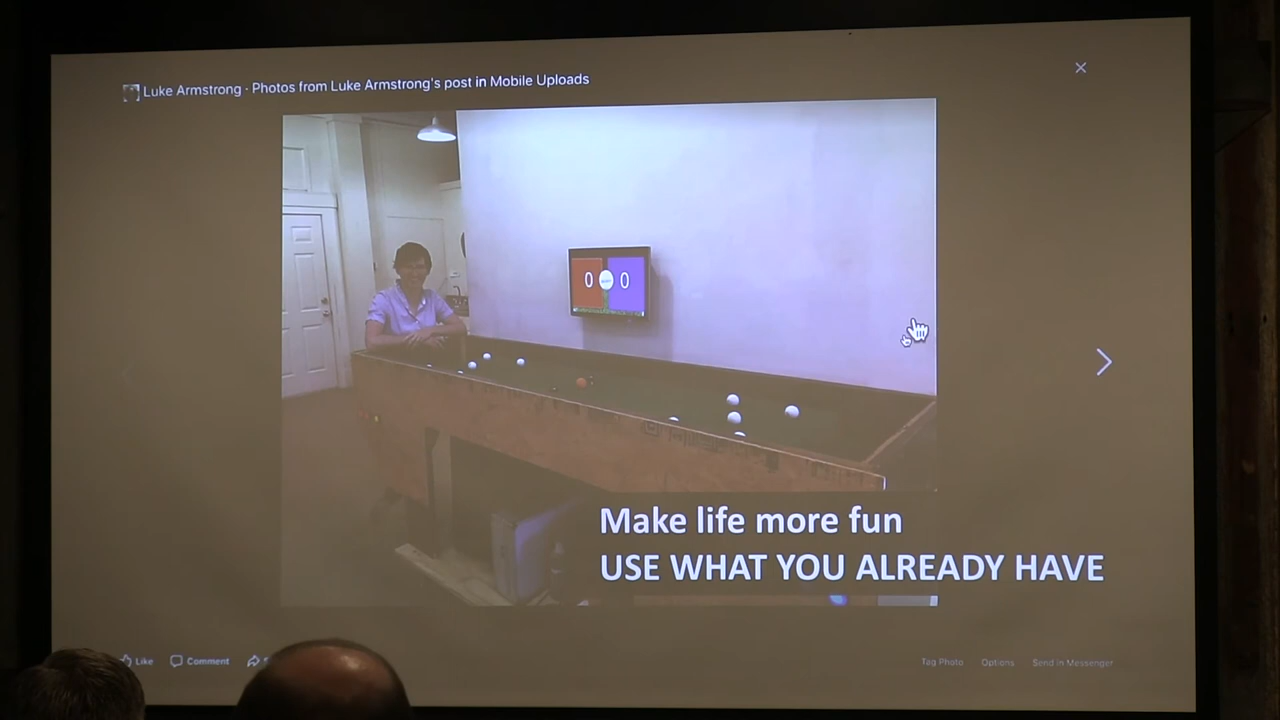 Luke Armstrong · Photos from Luke Armstrong's post in Mobile Uploads
0 0
Make life more fun
USE WHAT YOU ALREADY HAVE
Like Comment
Tag Photo Options Send in Messenger